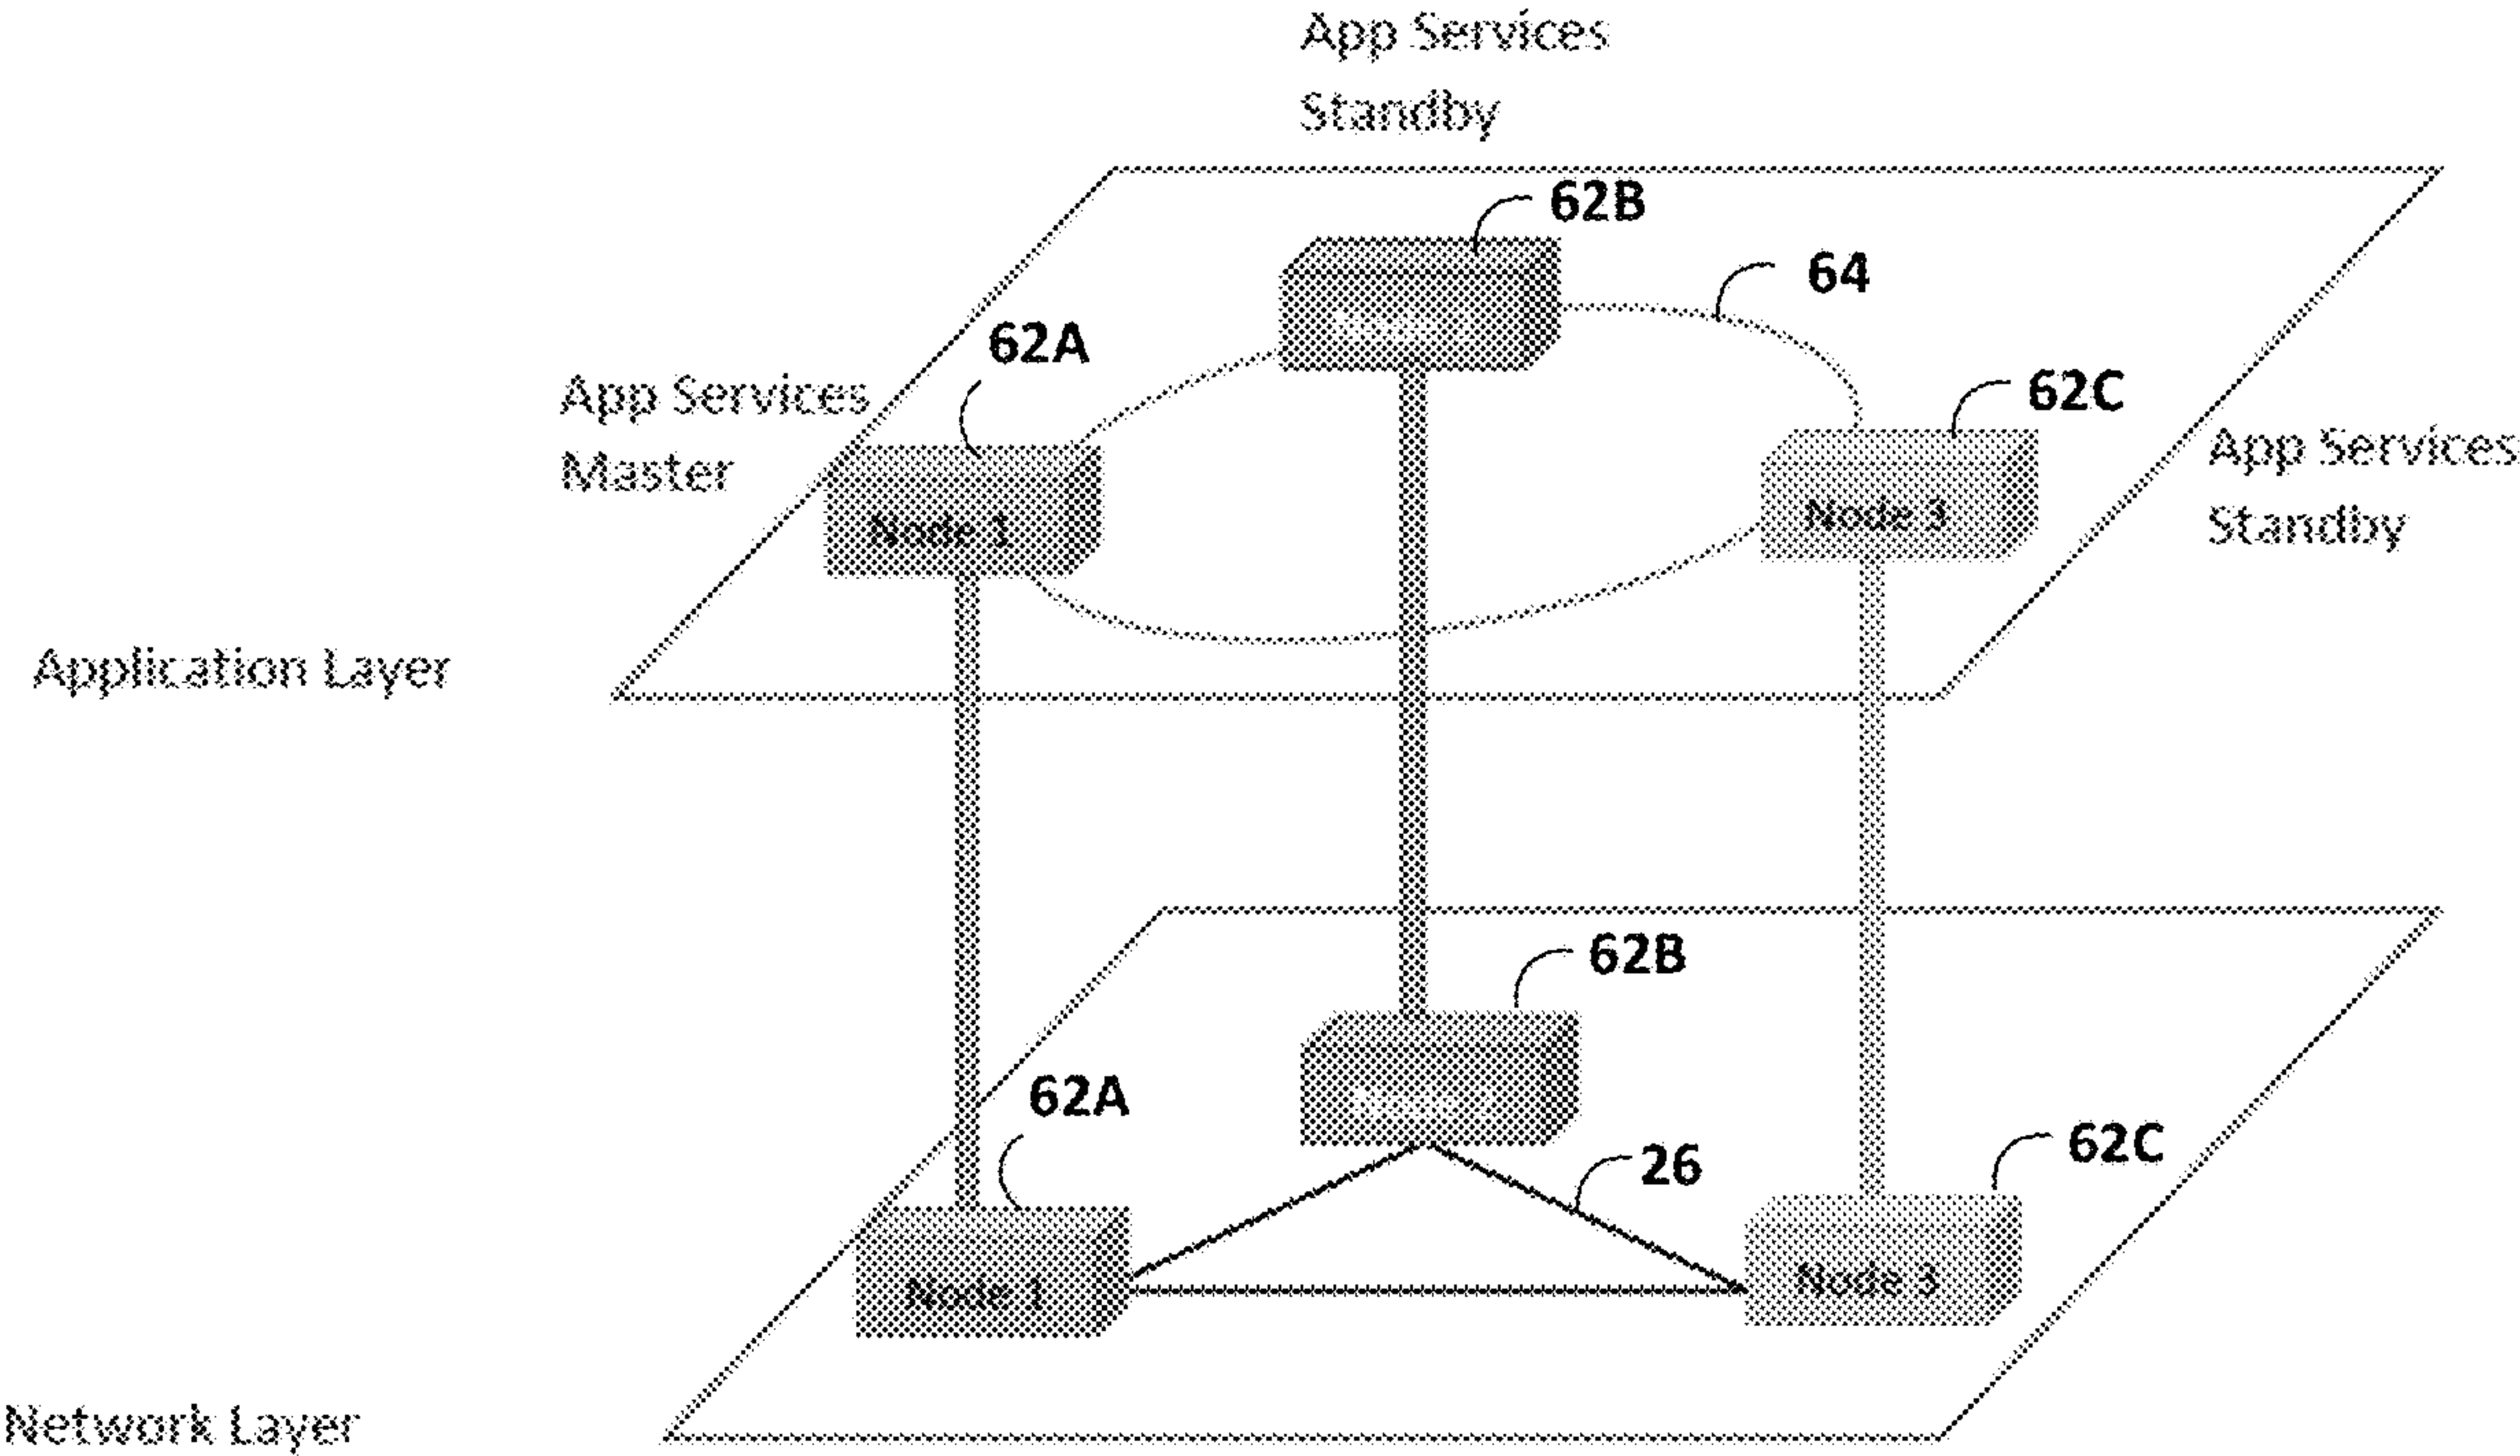 App Services
Standby
62B
64
62A
62C
App Services
Master
App Services
Standby
Node 1
Node 3
Application Layer
62B
62A
26
62C
Node 1
Node 3
Network Layer